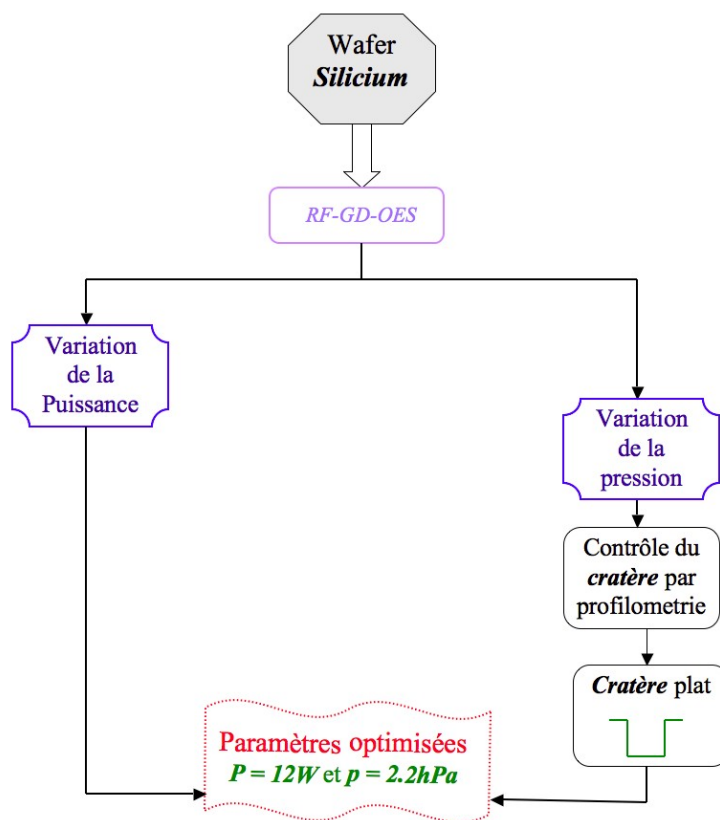 Wafer
Silicium
RF-GD-OES
Variation
de la
Puissance
Variation
de la
pression
Contrôle du
cratère par
profilometrie
Cratère plat
Paramètres optimisées
P = 12W et p = 2.2hPa